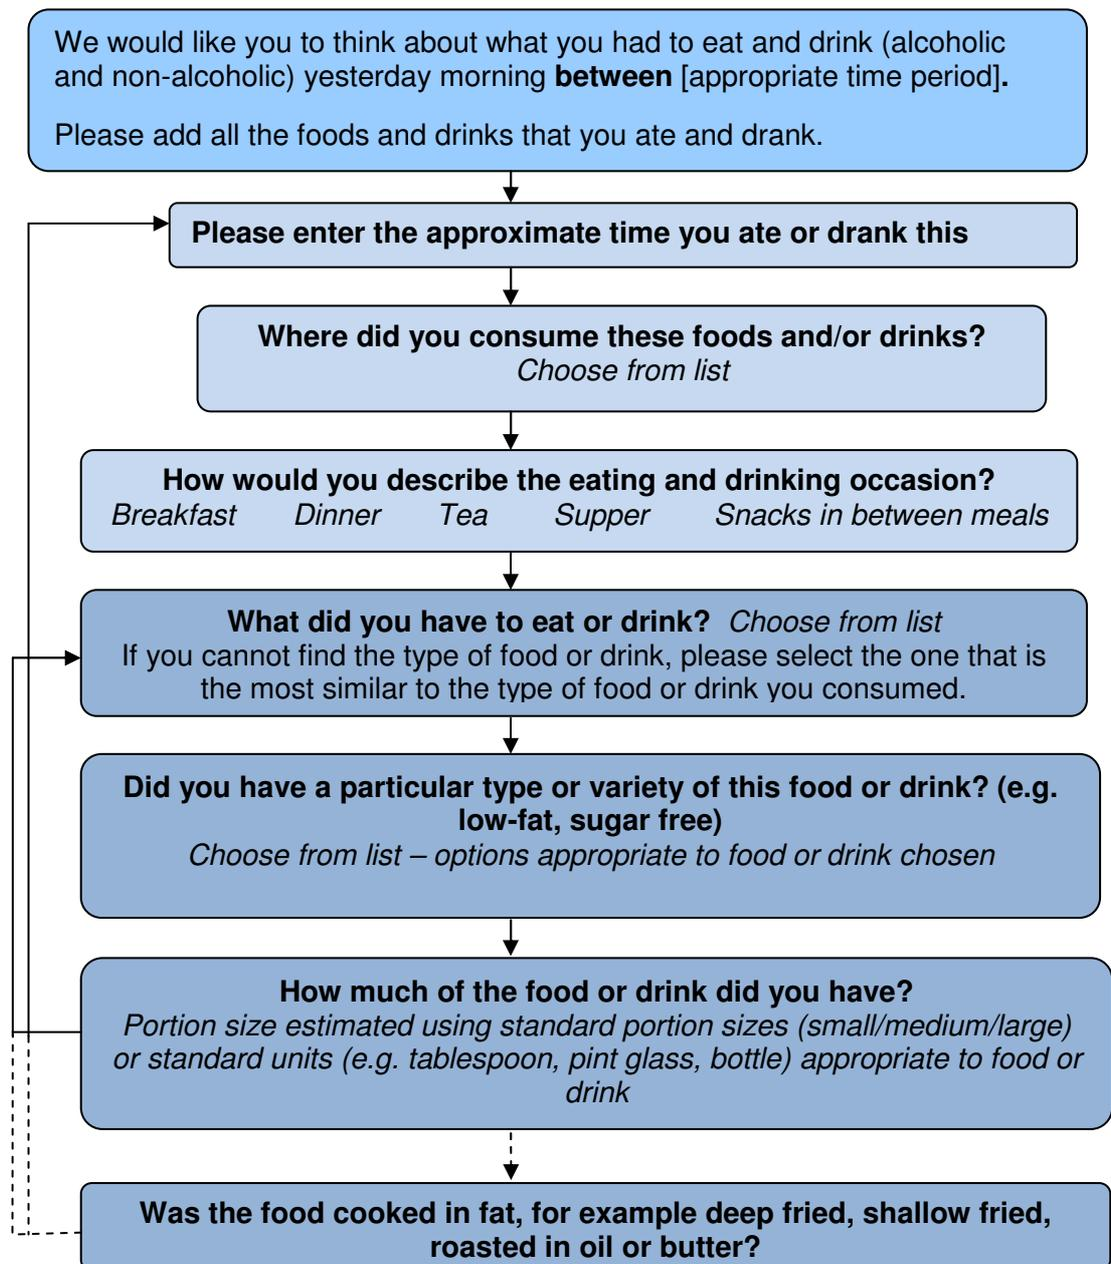 We would like you to think about what you had to eat and drink (alcoholic
and non-alcoholic) yesterday morning between [appropriate time period].
Please add all the foods and drinks that you ate and drank.
Please enter the approximate time you ate or drank this
Where did you consume these foods and/or drinks?
Choose from list
How would you describe the eating and drinking occasion?
Breakfast Dinner Tea Supper Snacks in between meals
What did you have to eat or drink? Choose from list
If you cannot find the type of food or drink, please select the one that is
the most similar to the type of food or drink you consumed.
Did you have a particular type or variety of this food or drink? (e.g.
low-fat, sugar free)
Choose from list – options appropriate to food or drink chosen
How much of the food or drink did you have?
Portion size estimated using standard portion sizes (small/medium/large)
or standard units (e.g. tablespoon, pint glass, bottle) appropriate to food or
drink
Was the food cooked in fat, for example deep fried, shallow fried,
roasted in oil or butter?